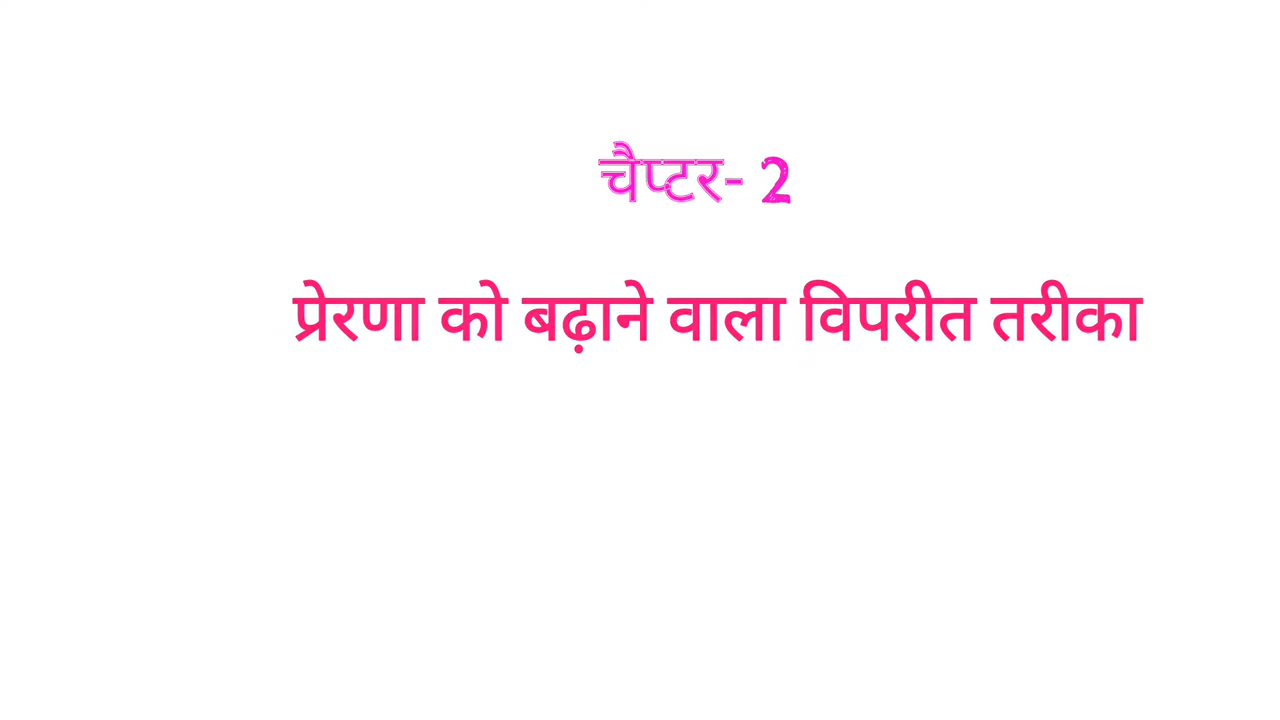 चैप्टर- 2
प्रेरणा को बढ़ाने वाला विपरीत तरीका